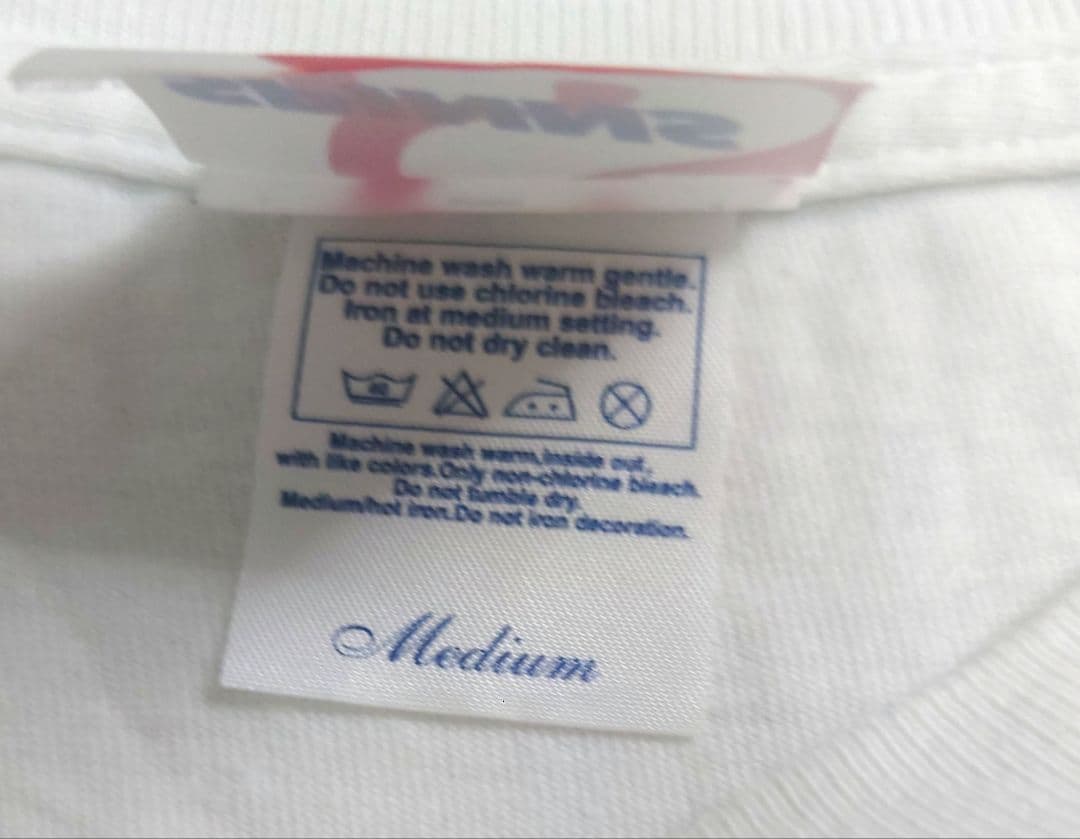 Machine wash warm gentle.
Do not use chlorine bleach.
Iron at medium setting.
Do not dry clean.
Machine wash warm,inside out,
with like colors.Only non-chlorine bleach.
Do not tumble dry.
Medium/hot iron.Do not iron decoration.
Medium